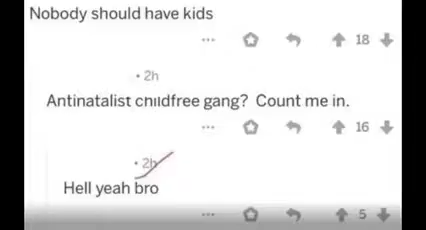 Nobody should have kids
... 18
• 2h
Antinatalist childfree gang? Count me in.
... 16
• 2h
Hell yeah bro
... 5